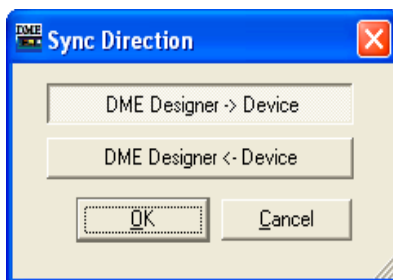 DME
Sync Direction
DME Designer -> Device
DME Designer <- Device
OK Cancel